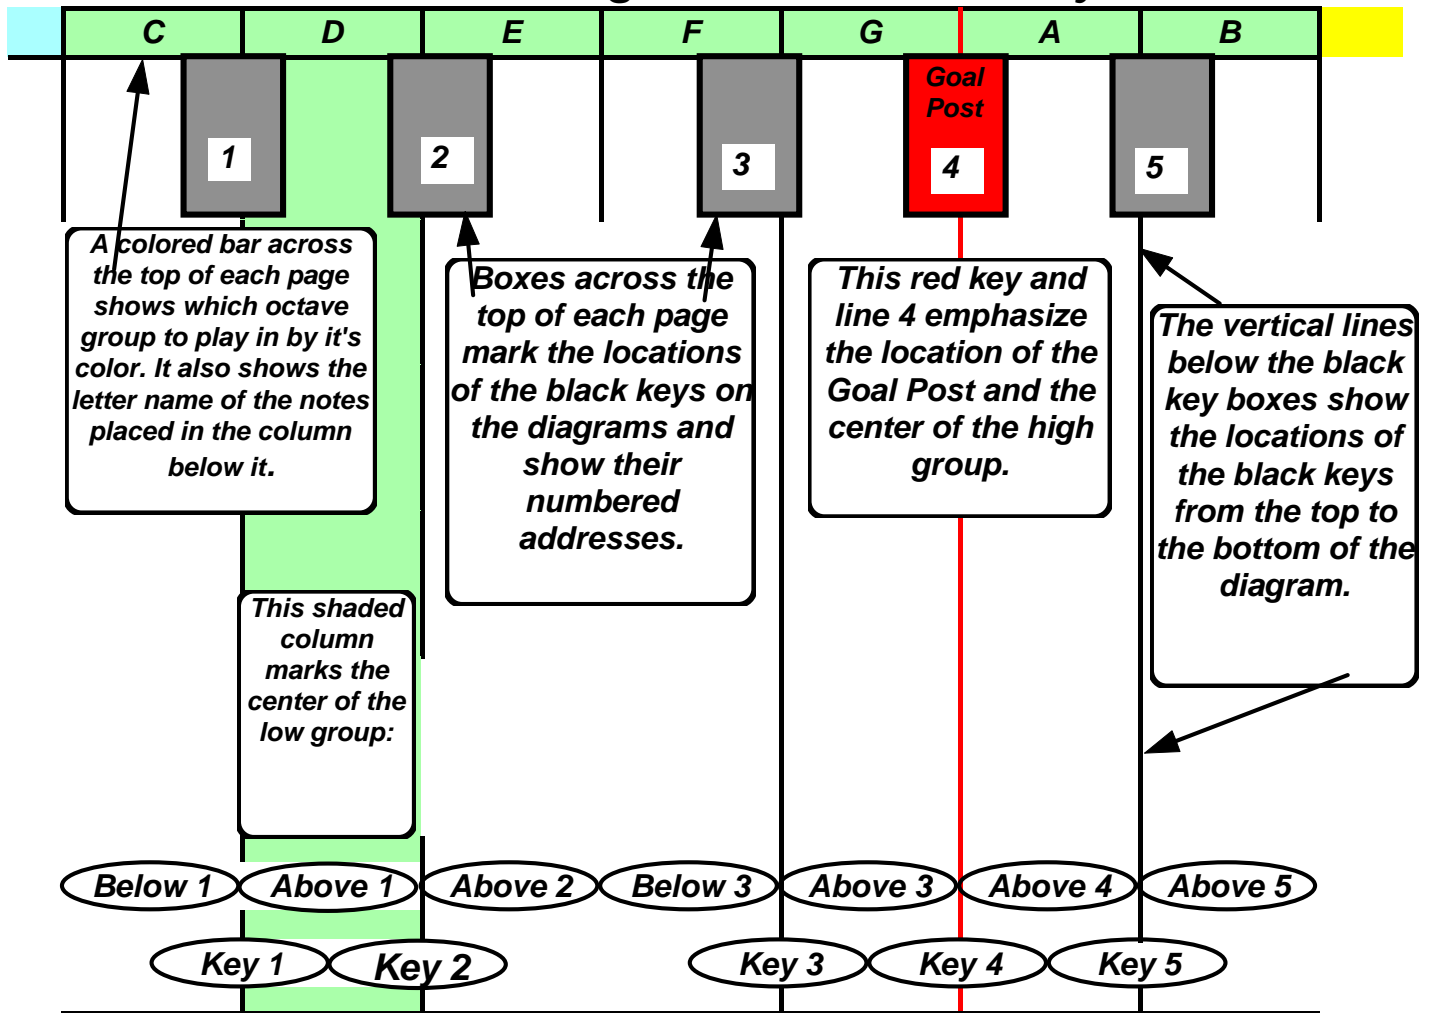 C D E F G A B
Goal
Post
1 2 3 4 5
A colored bar across
the top of each page
shows which octave
group to play in by it's
color. It also shows the
letter name of the notes
placed in the column
below it.
Boxes across the
top of each page
mark the locations
of the black keys on
the diagrams and
show their
numbered
addresses.
This red key and
line 4 emphasize
the location of the
Goal Post and the
center of the high
group.
The vertical lines
below the black
key boxes show
the locations of
the black keys
from the top to
the bottom of the
diagram.
This shaded
column
marks the
center of the
low group:
Below 1 Above 1 Above 2 Below 3 Above 3 Above 4 Above 5
Key 1 Key 2 Key 3 Key 4 Key 5